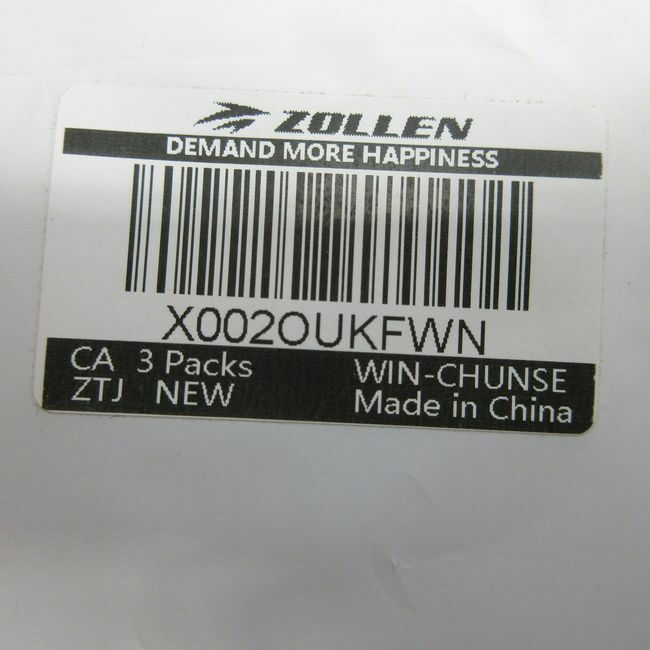 ZOLLEN
DEMAND MORE HAPPINESS
X002OUKFWN
CA 3 Packs WIN-CHUNSE
ZTJ NEW Made in China